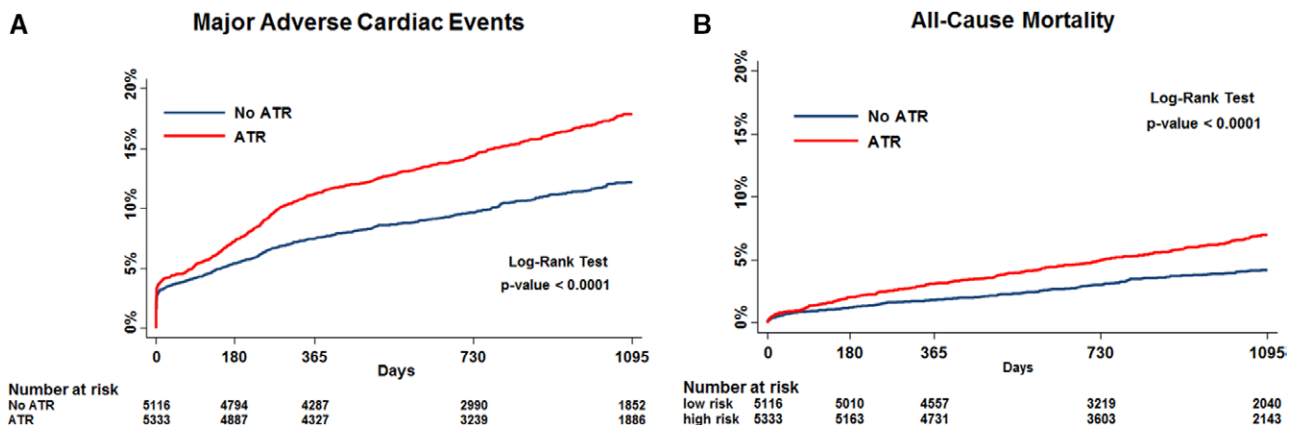 A Major Adverse Cardiac Events
20%
15%
10%
5%
0%
No ATR
ATR
Log-Rank Test
p-value < 0.0001
0 180 365 730 1095
Days
Number at risk
No ATR 5116 4794 4287 2990 1852
ATR 5333 4887 4327 3239 1886
B All-Cause Mortality
20%
15%
10%
5%
0%
No ATR
ATR
Log-Rank Test
p-value < 0.0001
0 180 365 730 1095
Days
Number at risk
low risk 5116 5010 4557 3219 2040
high risk 5333 5163 4731 3603 2143